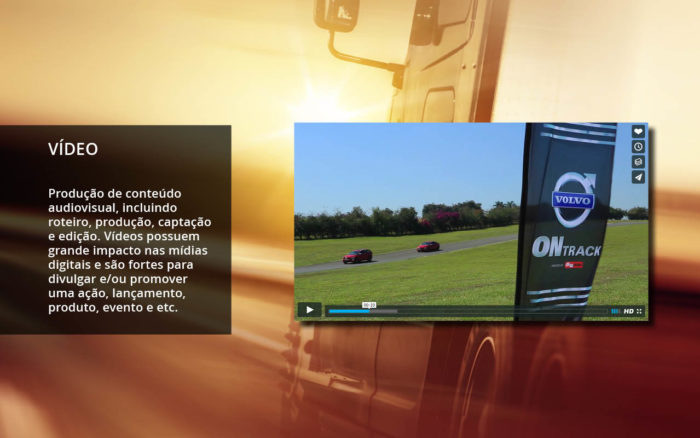 VÍDEO
Produção de conteúdo
audiovisual, incluindo
roteiro, produção, captação
e edição. Vídeos possuem
grande impacto nas mídias
digitais e são fortes para
divulgar e/ou promover
uma ação, lançamento,
produto, evento e etc.
VOLVO
ON TRACK
HD